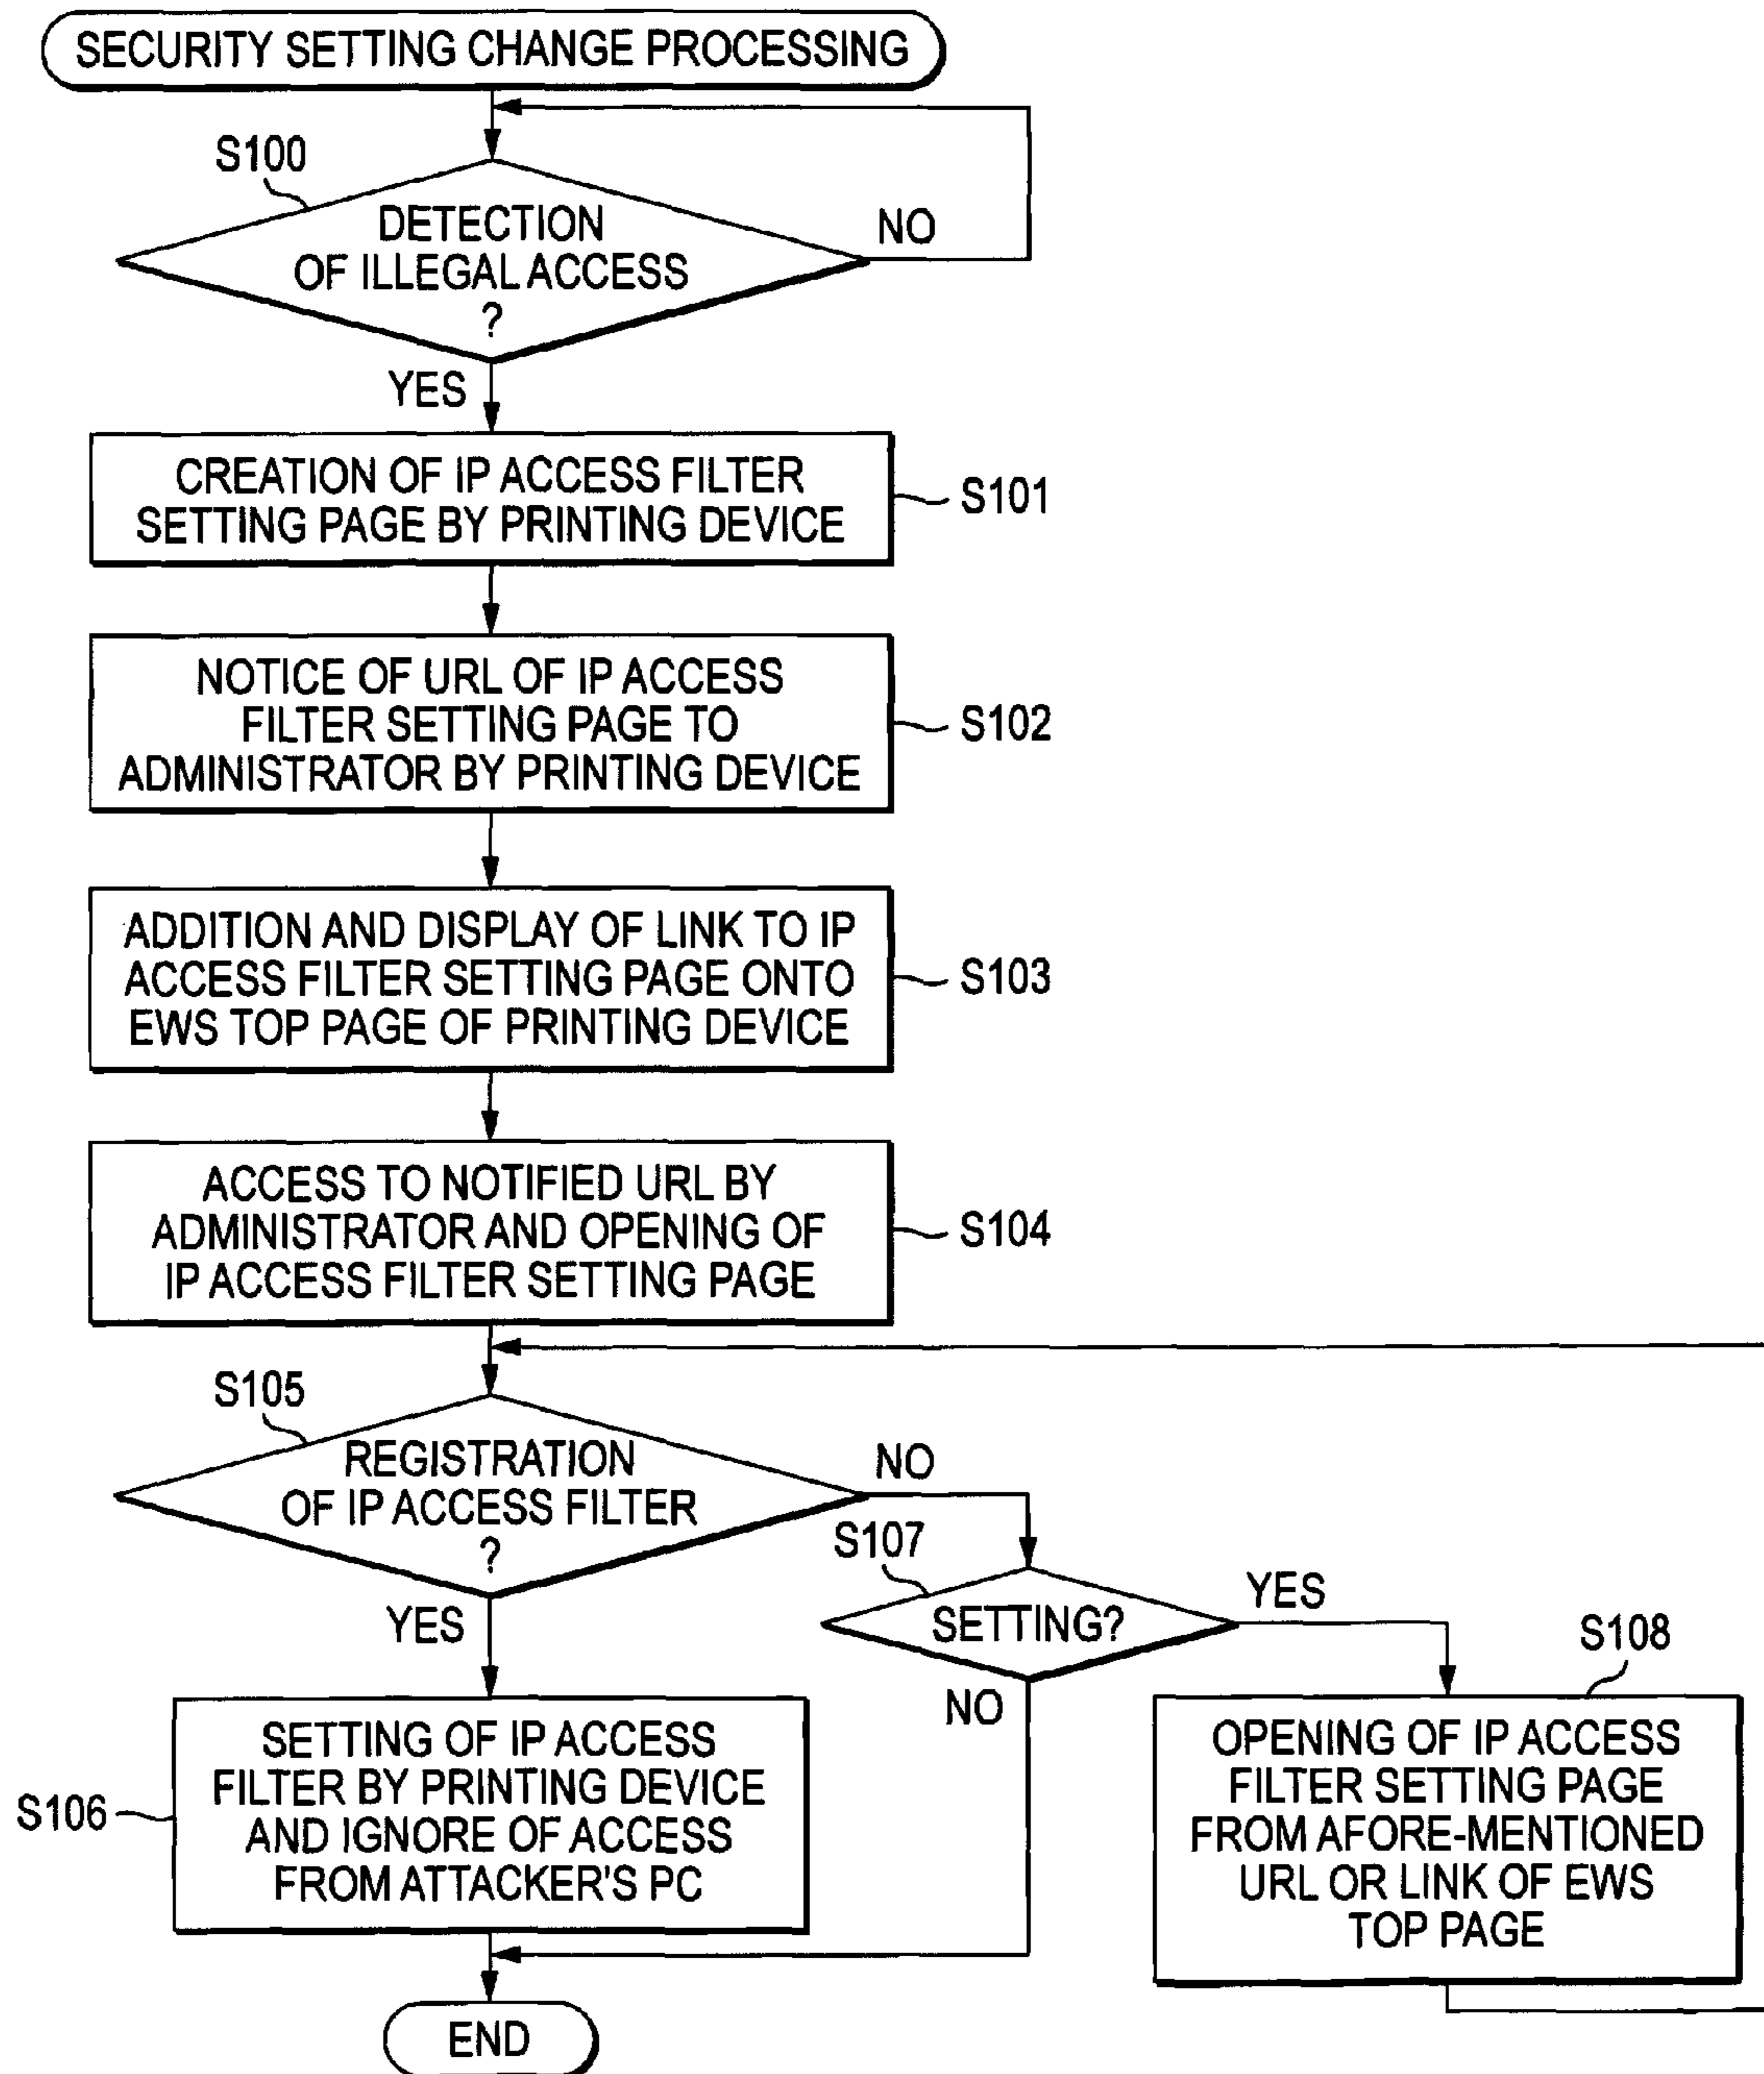 SECURITY SETTING CHANGE PROCESSING
S100
DETECTION
OF ILLEGAL ACCESS
?
NO
YES
CREATION OF IP ACCESS FILTER
SETTING PAGE BY PRINTING DEVICE
S101
NOTICE OF URL OF IP ACCESS
FILTER SETTING PAGE TO
ADMINISTRATOR BY PRINTING DEVICE
S102
ADDITION AND DISPLAY OF LINK TO IP
ACCESS FILTER SETTING PAGE ONTO
EWS TOP PAGE OF PRINTING DEVICE
S103
ACCESS TO NOTIFIED URL BY
ADMINISTRATOR AND OPENING OF
IP ACCESS FILTER SETTING PAGE
S104
S105
REGISTRATION
OF IP ACCESS FILTER
?
NO
YES
S107
SETTING?
YES
NO
S108
OPENING OF IP ACCESS
FILTER SETTING PAGE
FROM AFORE-MENTIONED
URL OR LINK OF EWS
TOP PAGE
S106
SETTING OF IP ACCESS
FILTER BY PRINTING DEVICE
AND IGNORE OF ACCESS
FROM ATTACKER'S PC
END